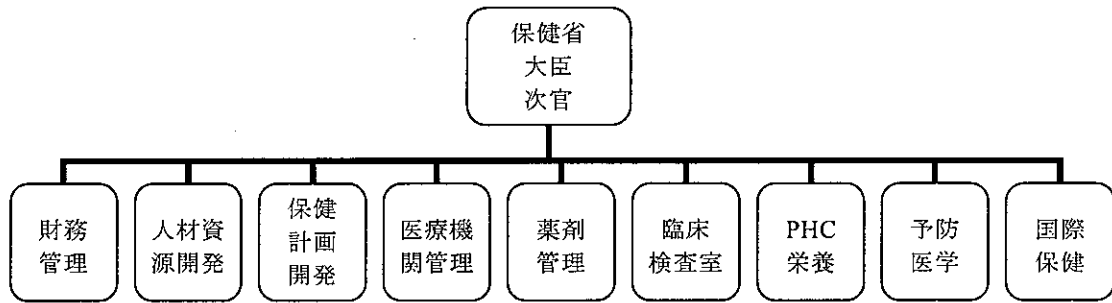 保健省
大臣
次官
財務
管理
人材資
源開発
保健
計画
開発
医療機
関管理
薬剤
管理
臨床
検査室
PHC
栄養
予防
医学
国際
保健